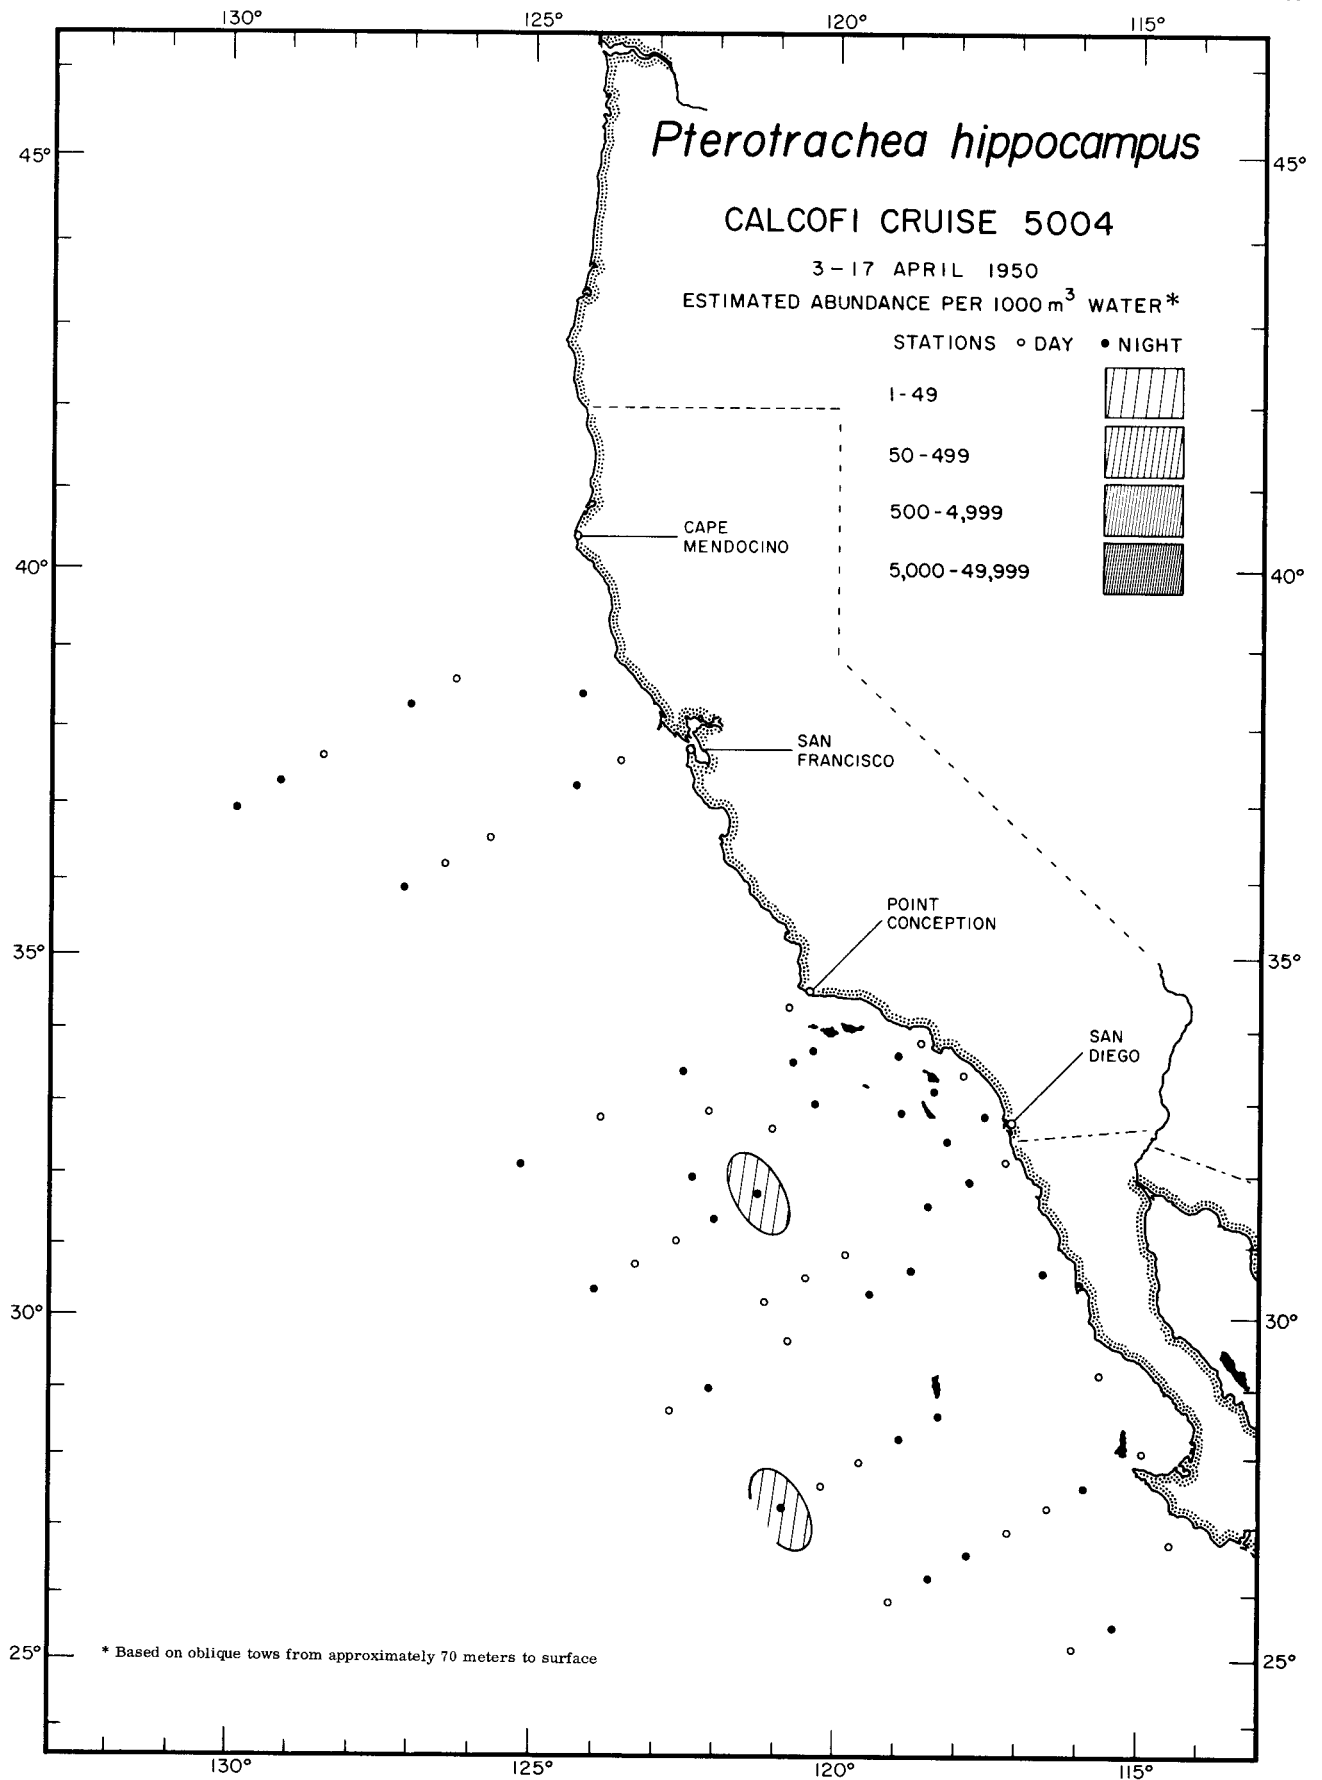 130° 125° 120° 115°
Pterotrachea hippocampus
CALCOFI CRUISE 5004
3-17 APRIL 1950
ESTIMATED ABUNDANCE PER 1000 m³ WATER*
STATIONS ○ DAY ● NIGHT
1-49
50-499
500-4,999
5,000-49,999
45° 45°
CAPE
MENDOCINO
40° 40°
SAN
FRANCISCO
POINT
CONCEPTION
35° 35°
SAN
DIEGO
30° 30°
25° 25°
* Based on oblique tows from approximately 70 meters to surface
130° 125° 120° 115°